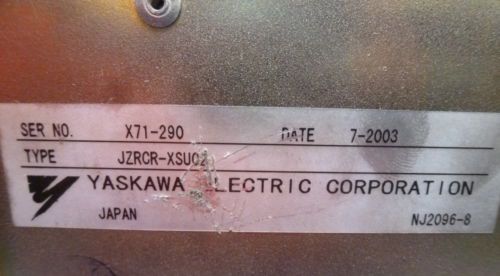 SER NO. X71-290 DATE 7-2003
TYPE JZRCR-XSU02
YASKAWA ELECTRIC CORPORATION
JAPAN NJ2096-8